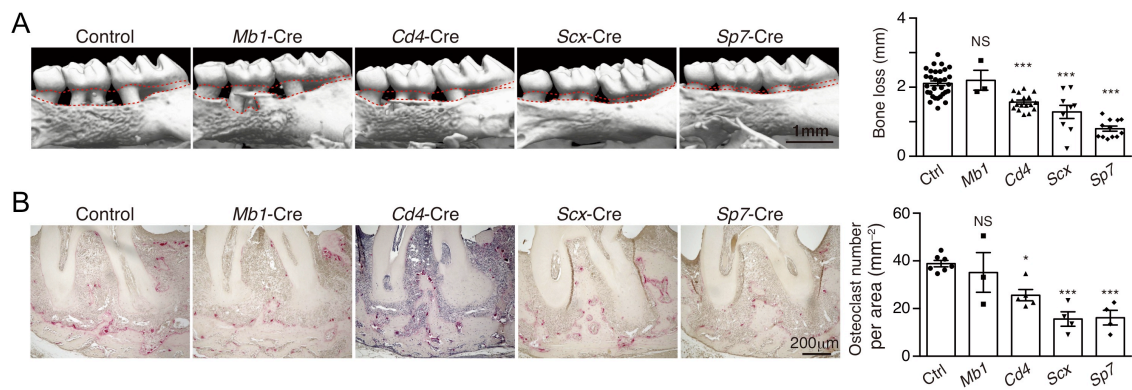 A
Control
Mb1-Cre
Cd4-Cre
Scx-Cre
Sp7-Cre
1mm
Bone loss (mm)
4
2
0
NS
***
***
***
Ctrl
Mb1
Cd4
Scx
Sp7
B
Control
Mb1-Cre
Cd4-Cre
Scx-Cre
Sp7-Cre
200μm
Osteoclast number
per area (mm⁻²)
60
40
20
0
NS
*
***
***
Ctrl
Mb1
Cd4
Scx
Sp7